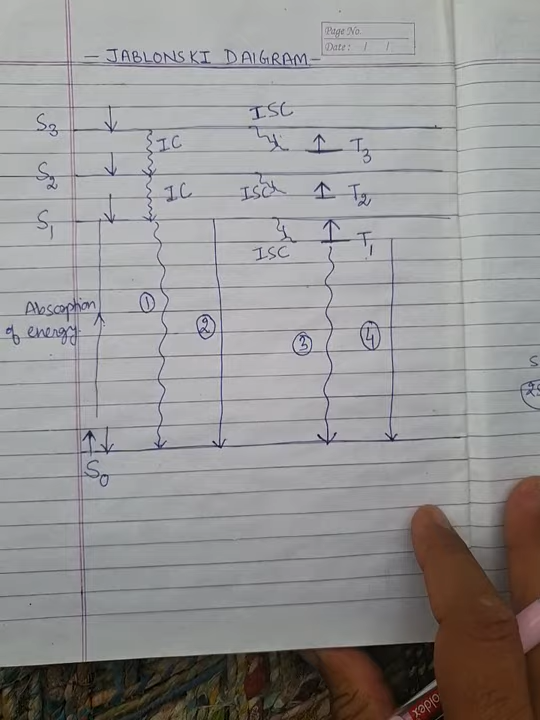 Page No.
Date: / /
- JABLONSKI DAIGRAM -
ISC
S3
IC
T3
S2
IC
ISC
T2
S1
ISC
T1
Absorption
of energy
1
2
3
4
S0